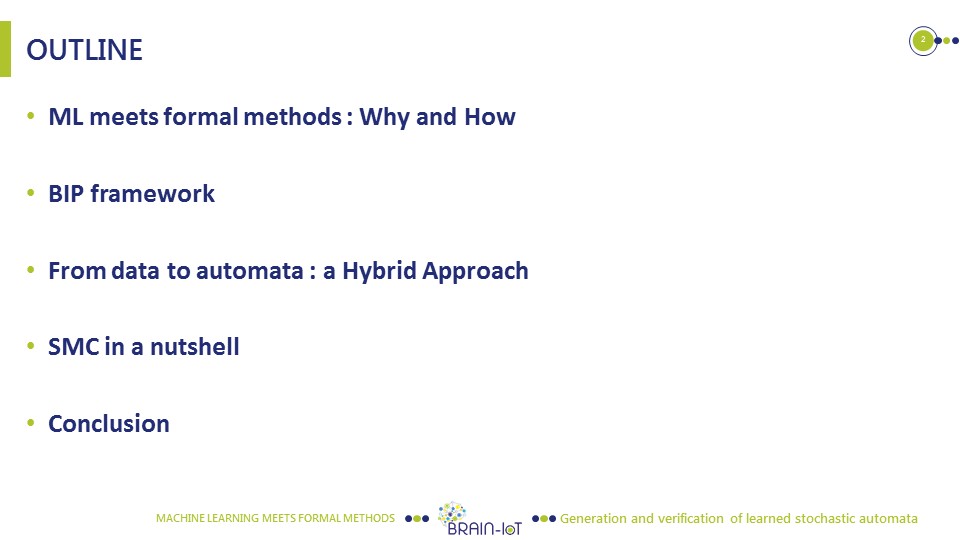 OUTLINE
2
• ML meets formal methods : Why and How
• BIP framework
• From data to automata : a Hybrid Approach
• SMC in a nutshell
• Conclusion
MACHINE LEARNING MEETS FORMAL METHODS
BRAIN-IoT
Generation and verification of learned stochastic automata